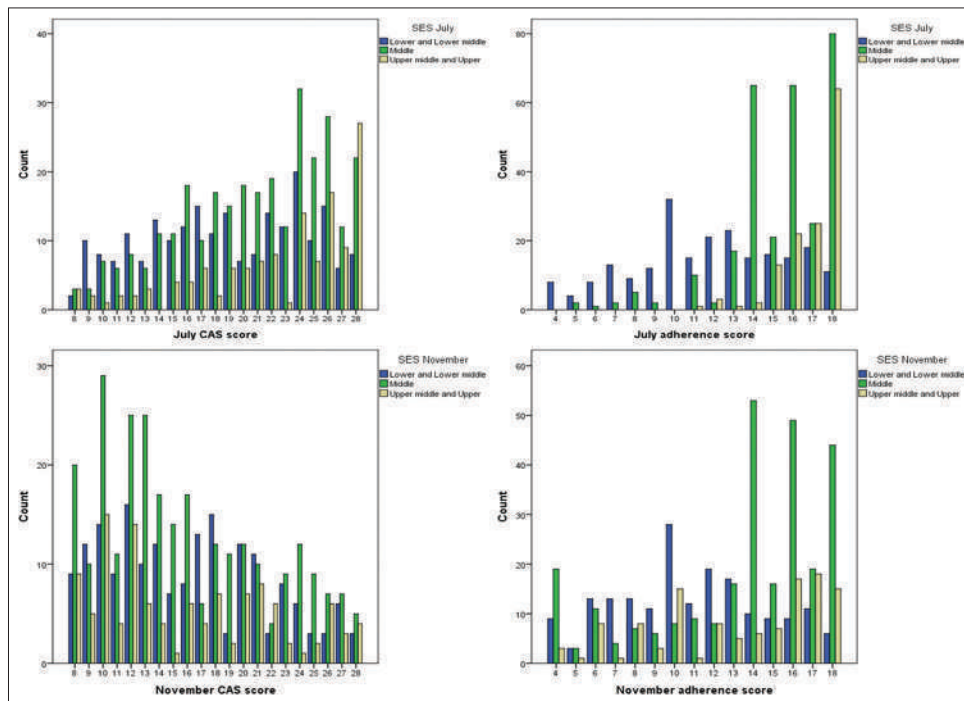 SES July
Lower and Lower middle
Middle
Upper middle and Upper
Count
40
30
20
10
0
8 9 10 11 12 13 14 15 16 17 18 19 20 21 22 23 24 25 26 27 28
July CAS score
SES July
Lower and Lower middle
Middle
Upper middle and Upper
Count
80
60
40
20
0
4 5 6 7 8 9 10 11 12 13 14 15 16 17 18
July adherence score
SES November
Lower and Lower middle
Middle
Upper middle and Upper
Count
30
20
10
0
8 9 10 11 12 13 14 15 16 17 18 19 20 21 22 23 24 25 26 27 28
November CAS score
SES November
Lower and Lower middle
Middle
Upper middle and Upper
Count
60
50
40
30
20
10
0
4 5 6 7 8 9 10 11 12 13 14 15 16 17 18
November adherence score